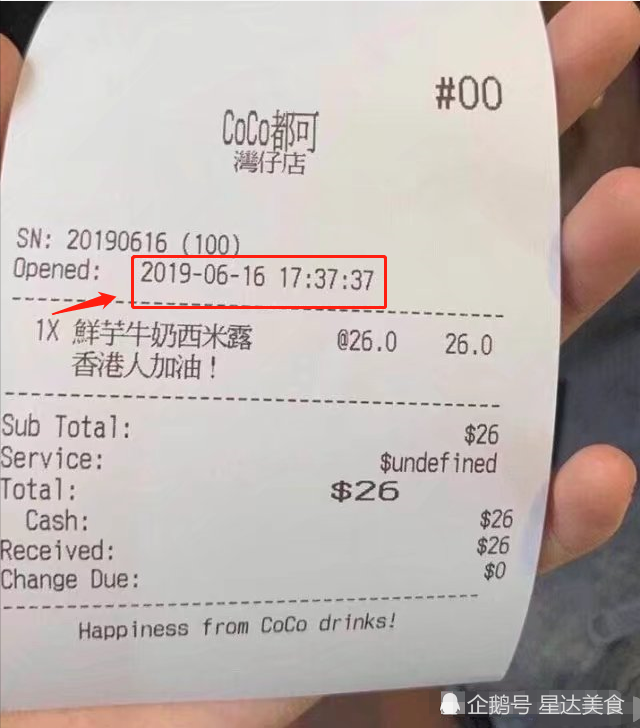 #00
CoCo都可
灣仔店
SN: 20190616 (100)
Opened: 2019-06-16 17:37:37
1X 鮮芋牛奶西米露 @26.0 26.0
香港人加油！
Sub Total: $26
Service: $undefined
Total: $26
Cash: $26
Received: $26
Change Due: $0
Happiness from CoCo drinks!
企鹅号 星达美食